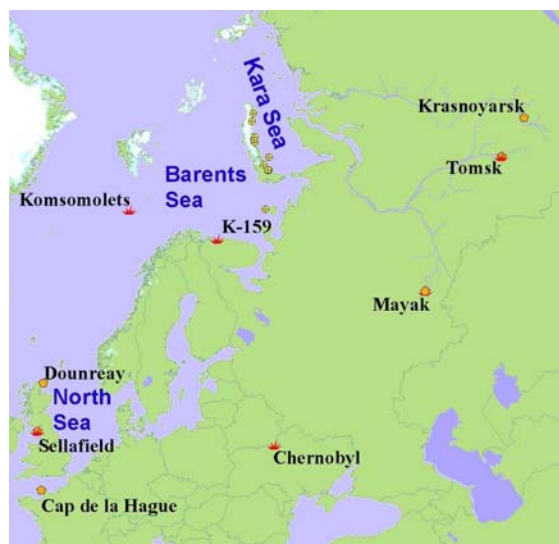 Kara Sea
Krasnoyarsk
Tomsk
Barents
Sea
Komsomolets
K-159
Mayak
Dounreay
North
Sea
Sellafield
Chernobyl
Cap de la Hague